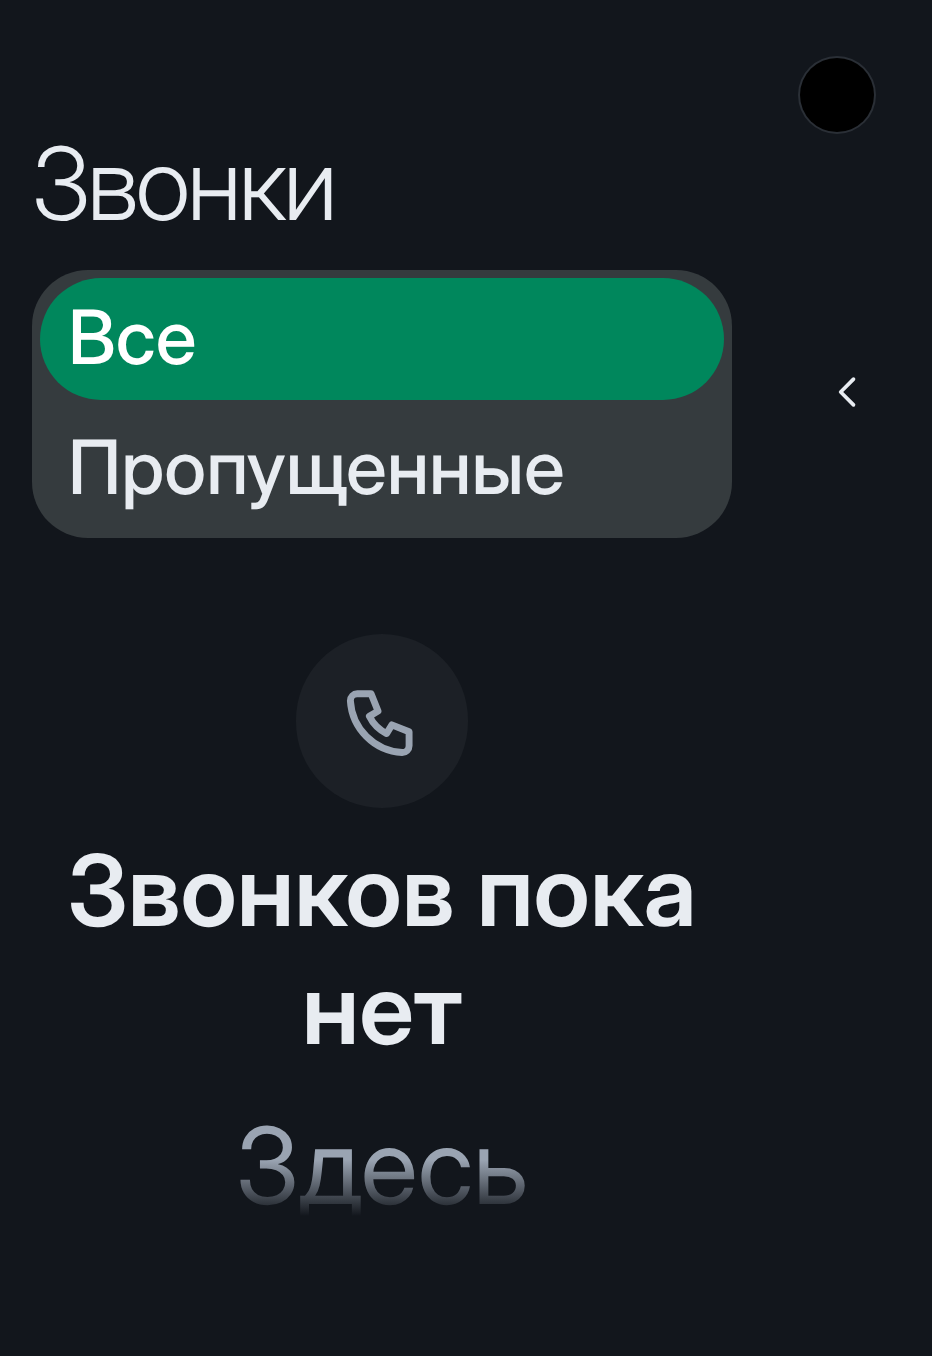 Звонки
Все
Пропущенные
Звонков пока
нет
Здесь